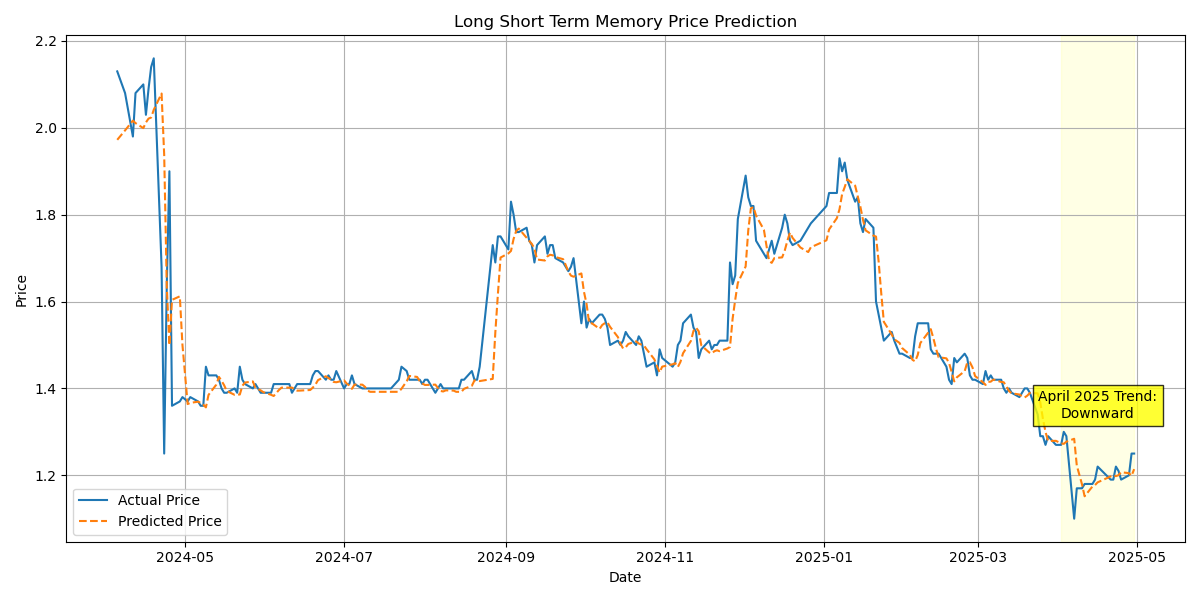 Long Short Term Memory Price Prediction
2.2
2.0
1.8
1.6
1.4
1.2
Price
April 2025 Trend:
Downward
Actual Price
Predicted Price
2024-05
2024-07
2024-09
2024-11
2025-01
2025-03
2025-05
Date